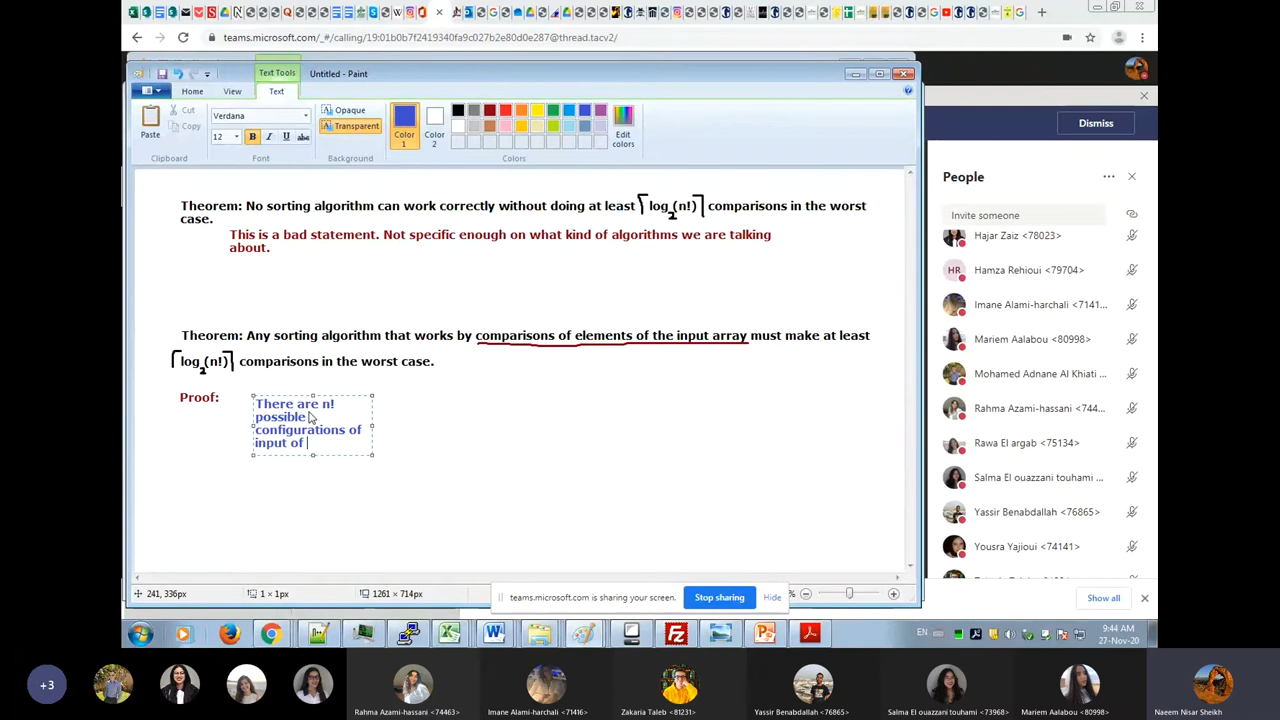 teams.microsoft.com/_#/calling/19:01b0b7f2419340fa9c027b2e80d0e287@thread.tacv2/
Text Tools
Untitled - Paint
Home
View
Text
Paste
Cut
Copy
Clipboard
Verdana
12
B I U abc
Font
Opaque
Transparent
Background
Color 1
Color 2
Edit colors
Colors
Theorem: No sorting algorithm can work correctly without doing at least ⌈log2(n!)⌉ comparisons in the worst
case.
This is a bad statement. Not specific enough on what kind of algorithms we are talking
about.
Theorem: Any sorting algorithm that works by comparisons of elements of the input array must make at least
⌈log2(n!)⌉ comparisons in the worst case.
Proof:
There are n!
possible
configurations of
input of
241, 336px
1 × 1px
1261 × 714px
%
teams.microsoft.com is sharing your screen.
Stop sharing
Hide
Dismiss
People
Invite someone
Hajar Zaiz <78023>
HR
Hamza Rehioui <79704>
Imane Alami-harchali <7141...
Mariem Aalabou <80998>
Mohamed Adnane Al Khiati ...
Rahma Azami-hassani <744...
Rawa El argab <75134>
Salma El ouazzani touhami ...
Yassir Benabdallah <76865>
Yousra Yajioui <74141>
Show all
EN
9:44 AM
27-Nov-20
+3
Rahma Azami-hassani <74463>
Imane Alami-harchali <71416>
Zakaria Taleb <81231>
Yassir Benabdallah <76865>
Salma El ouazzani touhami <73968>
Mariem Aalabou <80998>
Naeem Nisar Sheikh